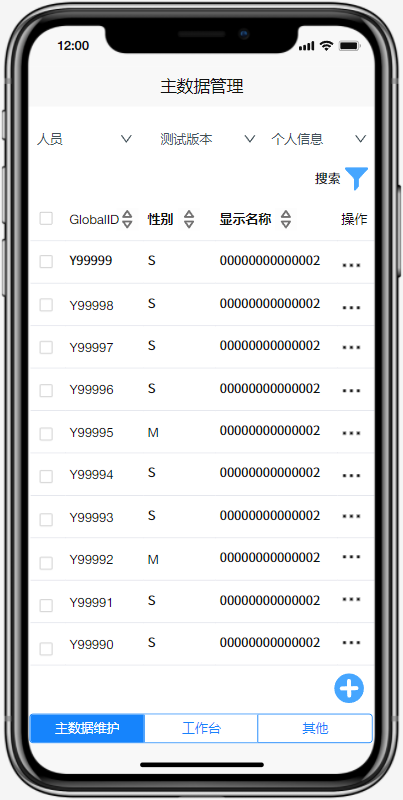 12:00
主数据管理
人员 测试版本 个人信息
搜索
GlobalID 性别 显示名称 操作
Y99999 S 00000000000002 ...
Y99998 S 00000000000002 ...
Y99997 S 00000000000002 ...
Y99996 S 00000000000002 ...
Y99995 M 00000000000002 ...
Y99994 S 00000000000002 ...
Y99993 S 00000000000002 ...
Y99992 M 00000000000002 ...
Y99991 S 00000000000002 ...
Y99990 S 00000000000002 ...
主数据维护 工作台 其他